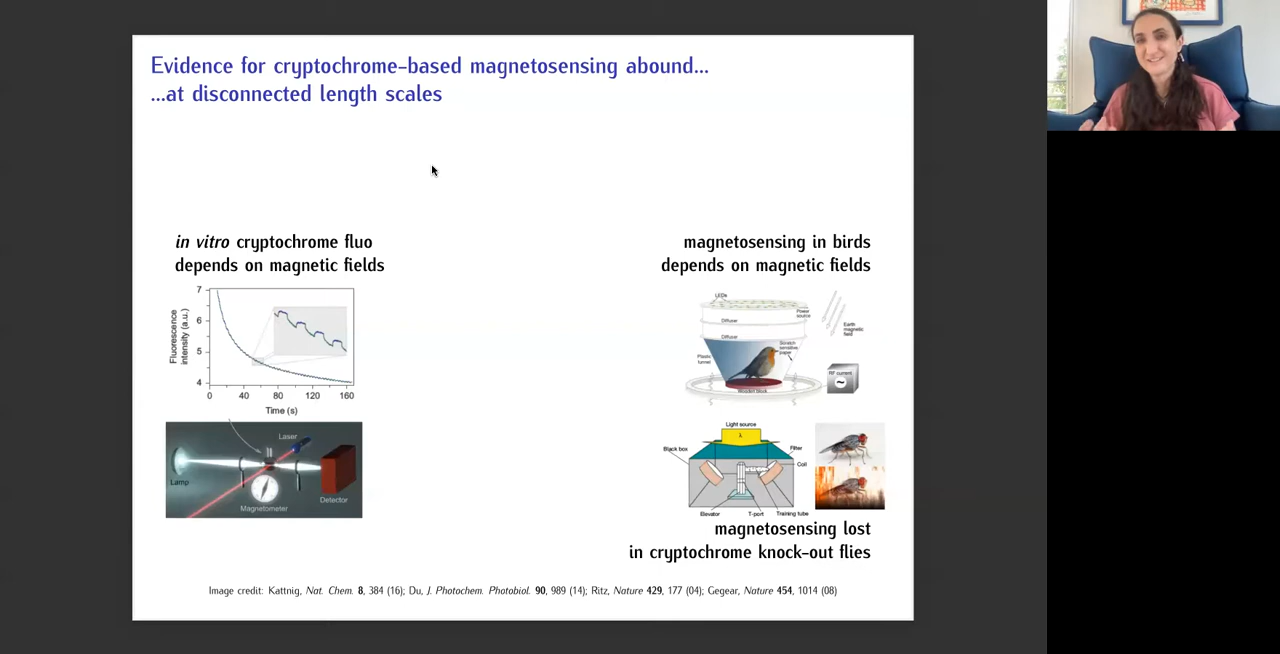 Evidence for cryptochrome-based magnetosensing abound...
...at disconnected length scales
in vitro cryptochrome fluo
depends on magnetic fields
magnetosensing in birds
depends on magnetic fields
Fluorescence
intensity (a.u.)
7
6
5
4
0 40 80 120 160
Time (s)
Lamp
Laser
Magnetometer
Detector
LEDs
Power
source
Diffuser
Diffuser
Earth
magnetic
field
Plastic
funnel
Scratch
sensitive
paper
Wooden block
RF current
~
Light source
λ
Black box
Filter
Coil
Elevator
T-port
Training tube
magnetosensing lost
in cryptochrome knock-out flies
Image credit: Kattnig, Nat. Chem. 8, 384 (16); Du, J. Photochem. Photobiol. 90, 989 (14); Ritz, Nature 429, 177 (04); Gegear, Nature 454, 1014 (08)